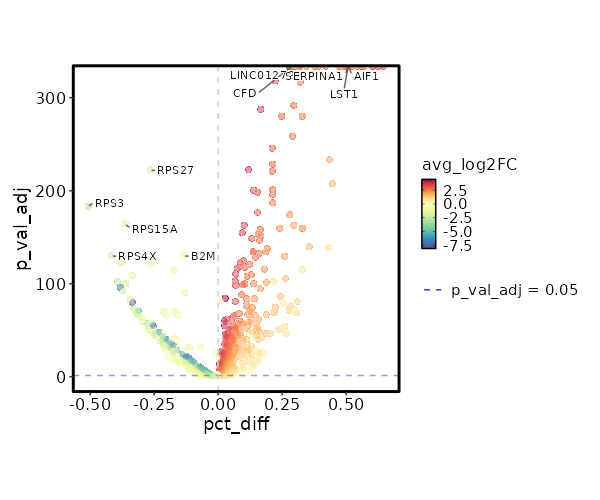 LINC01272 SERPINA1 AIF1
CFD LST1
RPS27
RPS3
RPS15A
RPS4X B2M
300
200
100
0
p_val_adj
-0.50 -0.25 0.00 0.25 0.50
pct_diff
avg_log2FC
2.5
0.0
-2.5
-5.0
-7.5
p_val_adj = 0.05